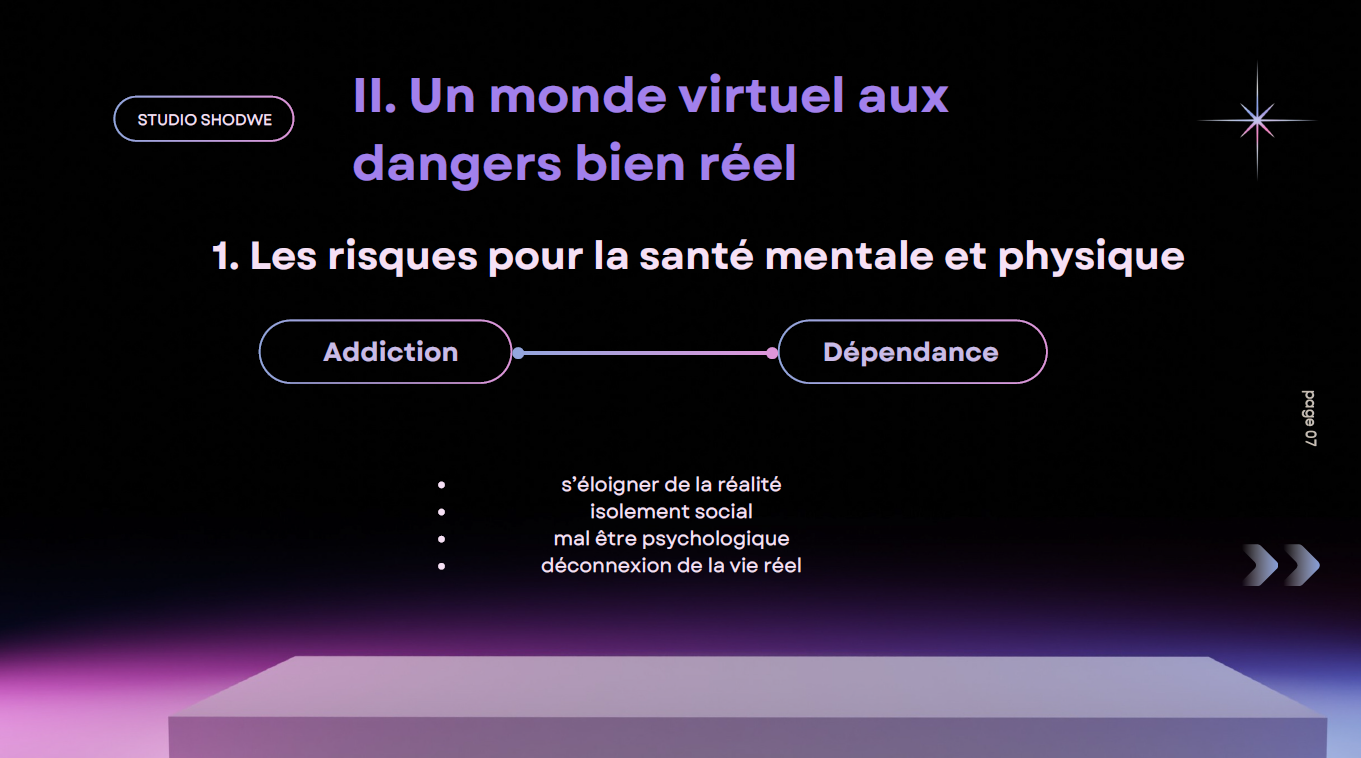 STUDIO SHODWE
II. Un monde virtuel aux
dangers bien réel
1. Les risques pour la santé mentale et physique
Addiction
Dépendance
page 07
s’éloigner de la réalité
isolement social
mal être psychologique
déconnexion de la vie réel